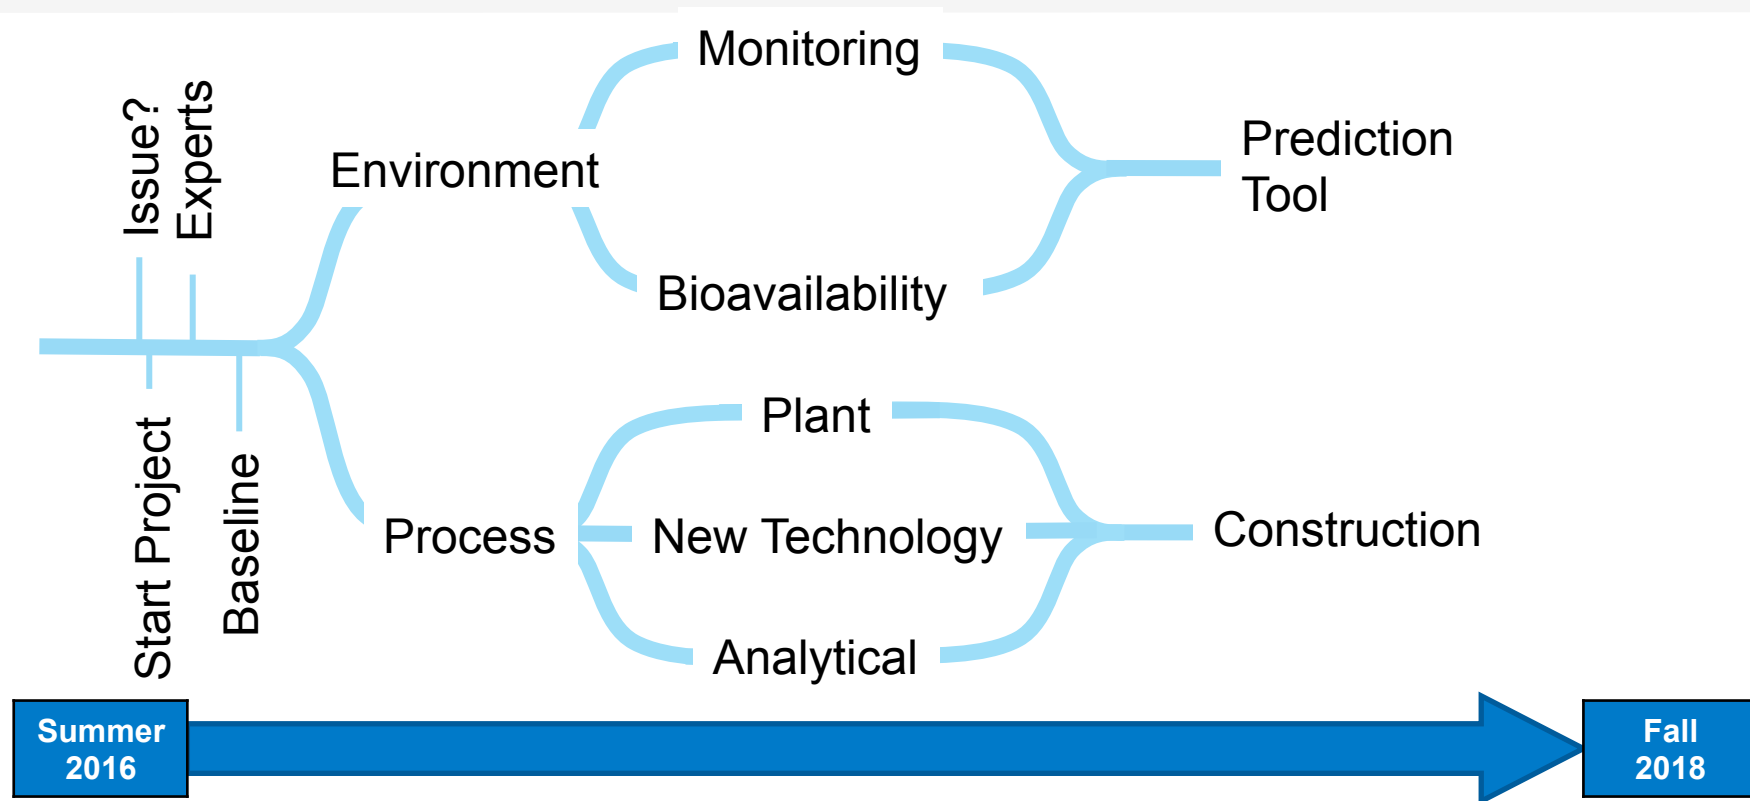 Issue?
Experts
Start Project
Baseline
Environment
Monitoring
Bioavailability
Prediction
Tool
Process
Plant
New Technology
Analytical
Construction
Summer
2016
Fall
2018